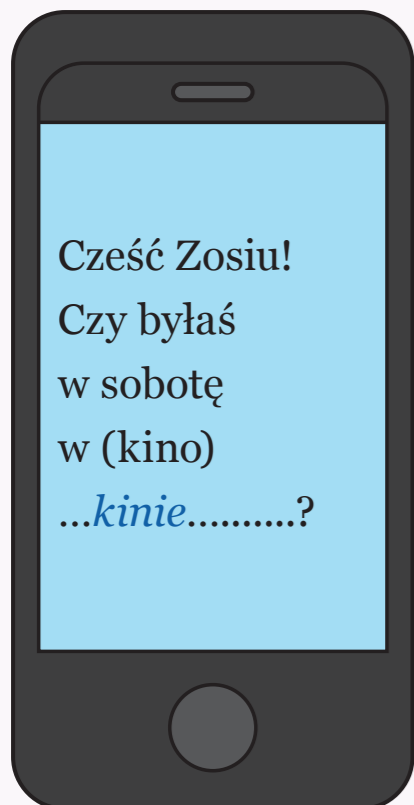 Cześć Zosiu!
Czy byłaś
w sobotę
w (kino)
...kinie..........?